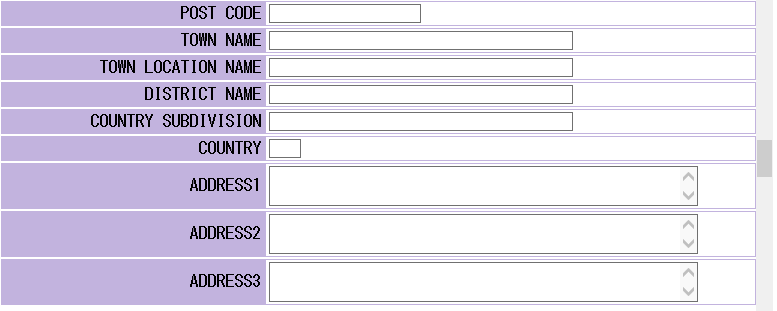 POST CODE
TOWN NAME
TOWN LOCATION NAME
DISTRICT NAME
COUNTRY SUBDIVISION
COUNTRY
ADDRESS1
ADDRESS2
ADDRESS3